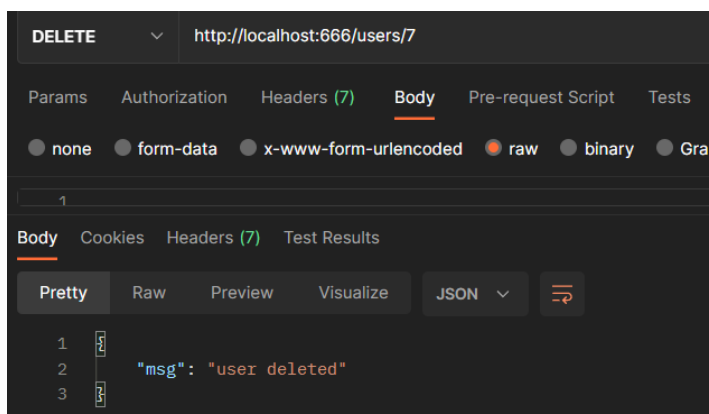 DELETE http://localhost:666/users/7
Params Authorization Headers (7) Body Pre-request Script Tests
none form-data x-www-form-urlencoded raw binary Gra
1
Body Cookies Headers (7) Test Results
Pretty Raw Preview Visualize JSON
1 {
2 "msg": "user deleted"
3 }